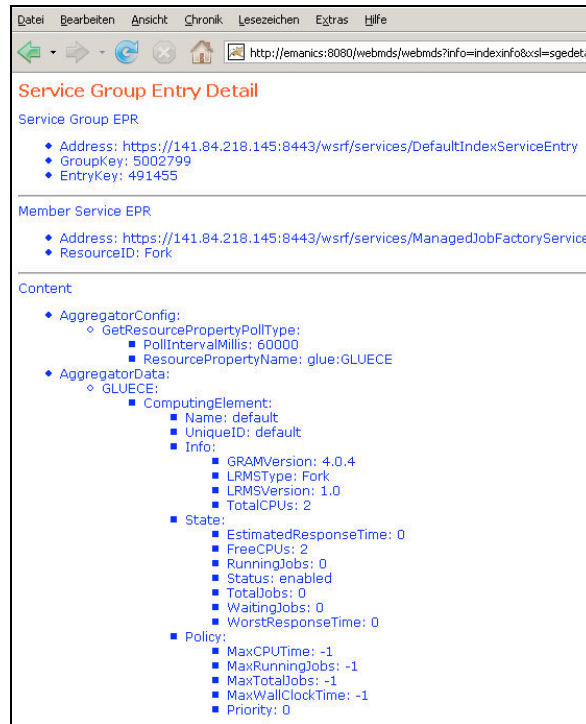 Datei Bearbeiten Ansicht Chronik Lesezeichen Extras Hilfe
http://emanics:8080/webmds/webmds?info=indexinfo&xsl=sgedeta
Service Group Entry Detail
Service Group EPR
Address: https://141.84.218.145:8443/wsrf/services/DefaultIndexServiceEntry
GroupKey: 5002799
EntryKey: 491455
Member Service EPR
Address: https://141.84.218.145:8443/wsrf/services/ManagedJobFactoryService
ResourceID: Fork
Content
AggregatorConfig:
GetResourcePropertyPollType:
PollIntervalMillis: 60000
ResourcePropertyName: glue:GLUECE
AggregatorData:
GLUECE:
ComputingElement:
Name: default
UniqueID: default
Info:
GRAMVersion: 4.0.4
LRMSType: Fork
LRMSVersion: 1.0
TotalCPUs: 2
State:
EstimatedResponseTime: 0
FreeCPUs: 2
RunningJobs: 0
Status: enabled
TotalJobs: 0
WaitingJobs: 0
WorstResponseTime: 0
Policy:
MaxCPUTime: -1
MaxRunningJobs: -1
MaxTotalJobs: -1
MaxWallClockTime: -1
Priority: 0